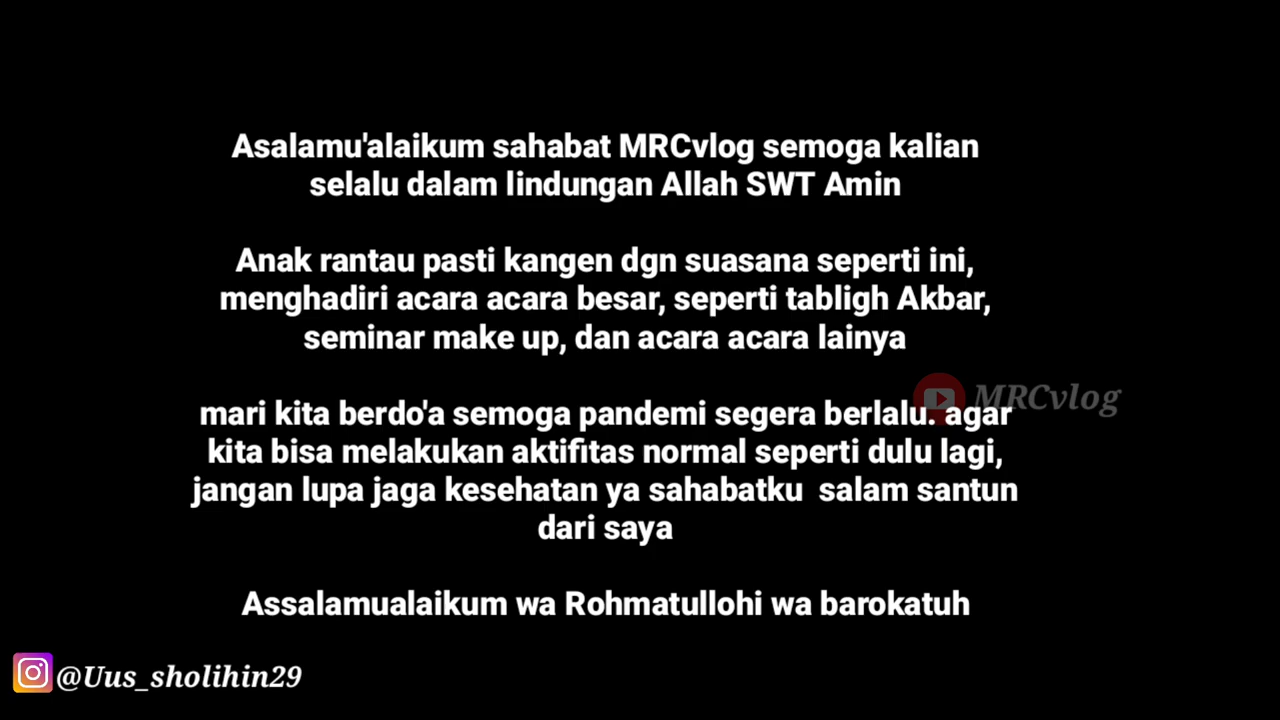 Asalamu'alaikum sahabat MRCvlog semoga kalian
selalu dalam lindungan Allah SWT Amin
Anak rantau pasti kangen dgn suasana seperti ini,
menghadiri acara acara besar, seperti tabligh Akbar,
seminar make up, dan acara acara lainya
MRCvlog
mari kita berdo'a semoga pandemi segera berlalu. agar
kita bisa melakukan aktifitas normal seperti dulu lagi,
jangan lupa jaga kesehatan ya sahabatku  salam santun
dari saya
Assalamualaikum wa Rohmatullohi wa barokatuh
@Uus_sholihin29